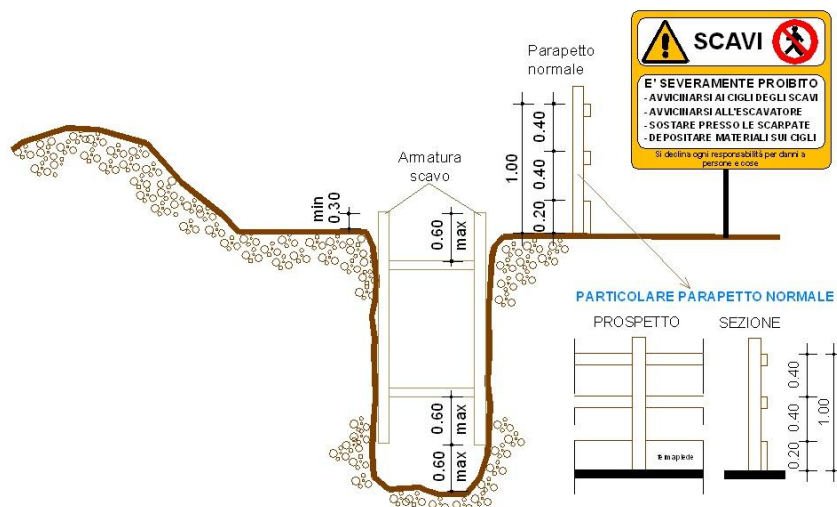 SCAVI
E' SEVERAMENTE PROIBITO
- AVVICINARSI AI CIGLI DEGLI SCAVI
- AVVICINARSI ALL'ESCAVATORE
- SOSTARE PRESSO LE SCARPATE
- DEPOSITARE MATERIALI SUI CIGLI
Si declina ogni responsabilità per danni a
persone e cose
Parapetto
normale
1.00
0.40
0.40
0.20
Armatura
scavo
min
0.30
0.60
max
0.60
max
0.60
max
PARTICOLARE PARAPETTO NORMALE
PROSPETTO
SEZIONE
fermapiede
0.40
0.40
0.20
1.00